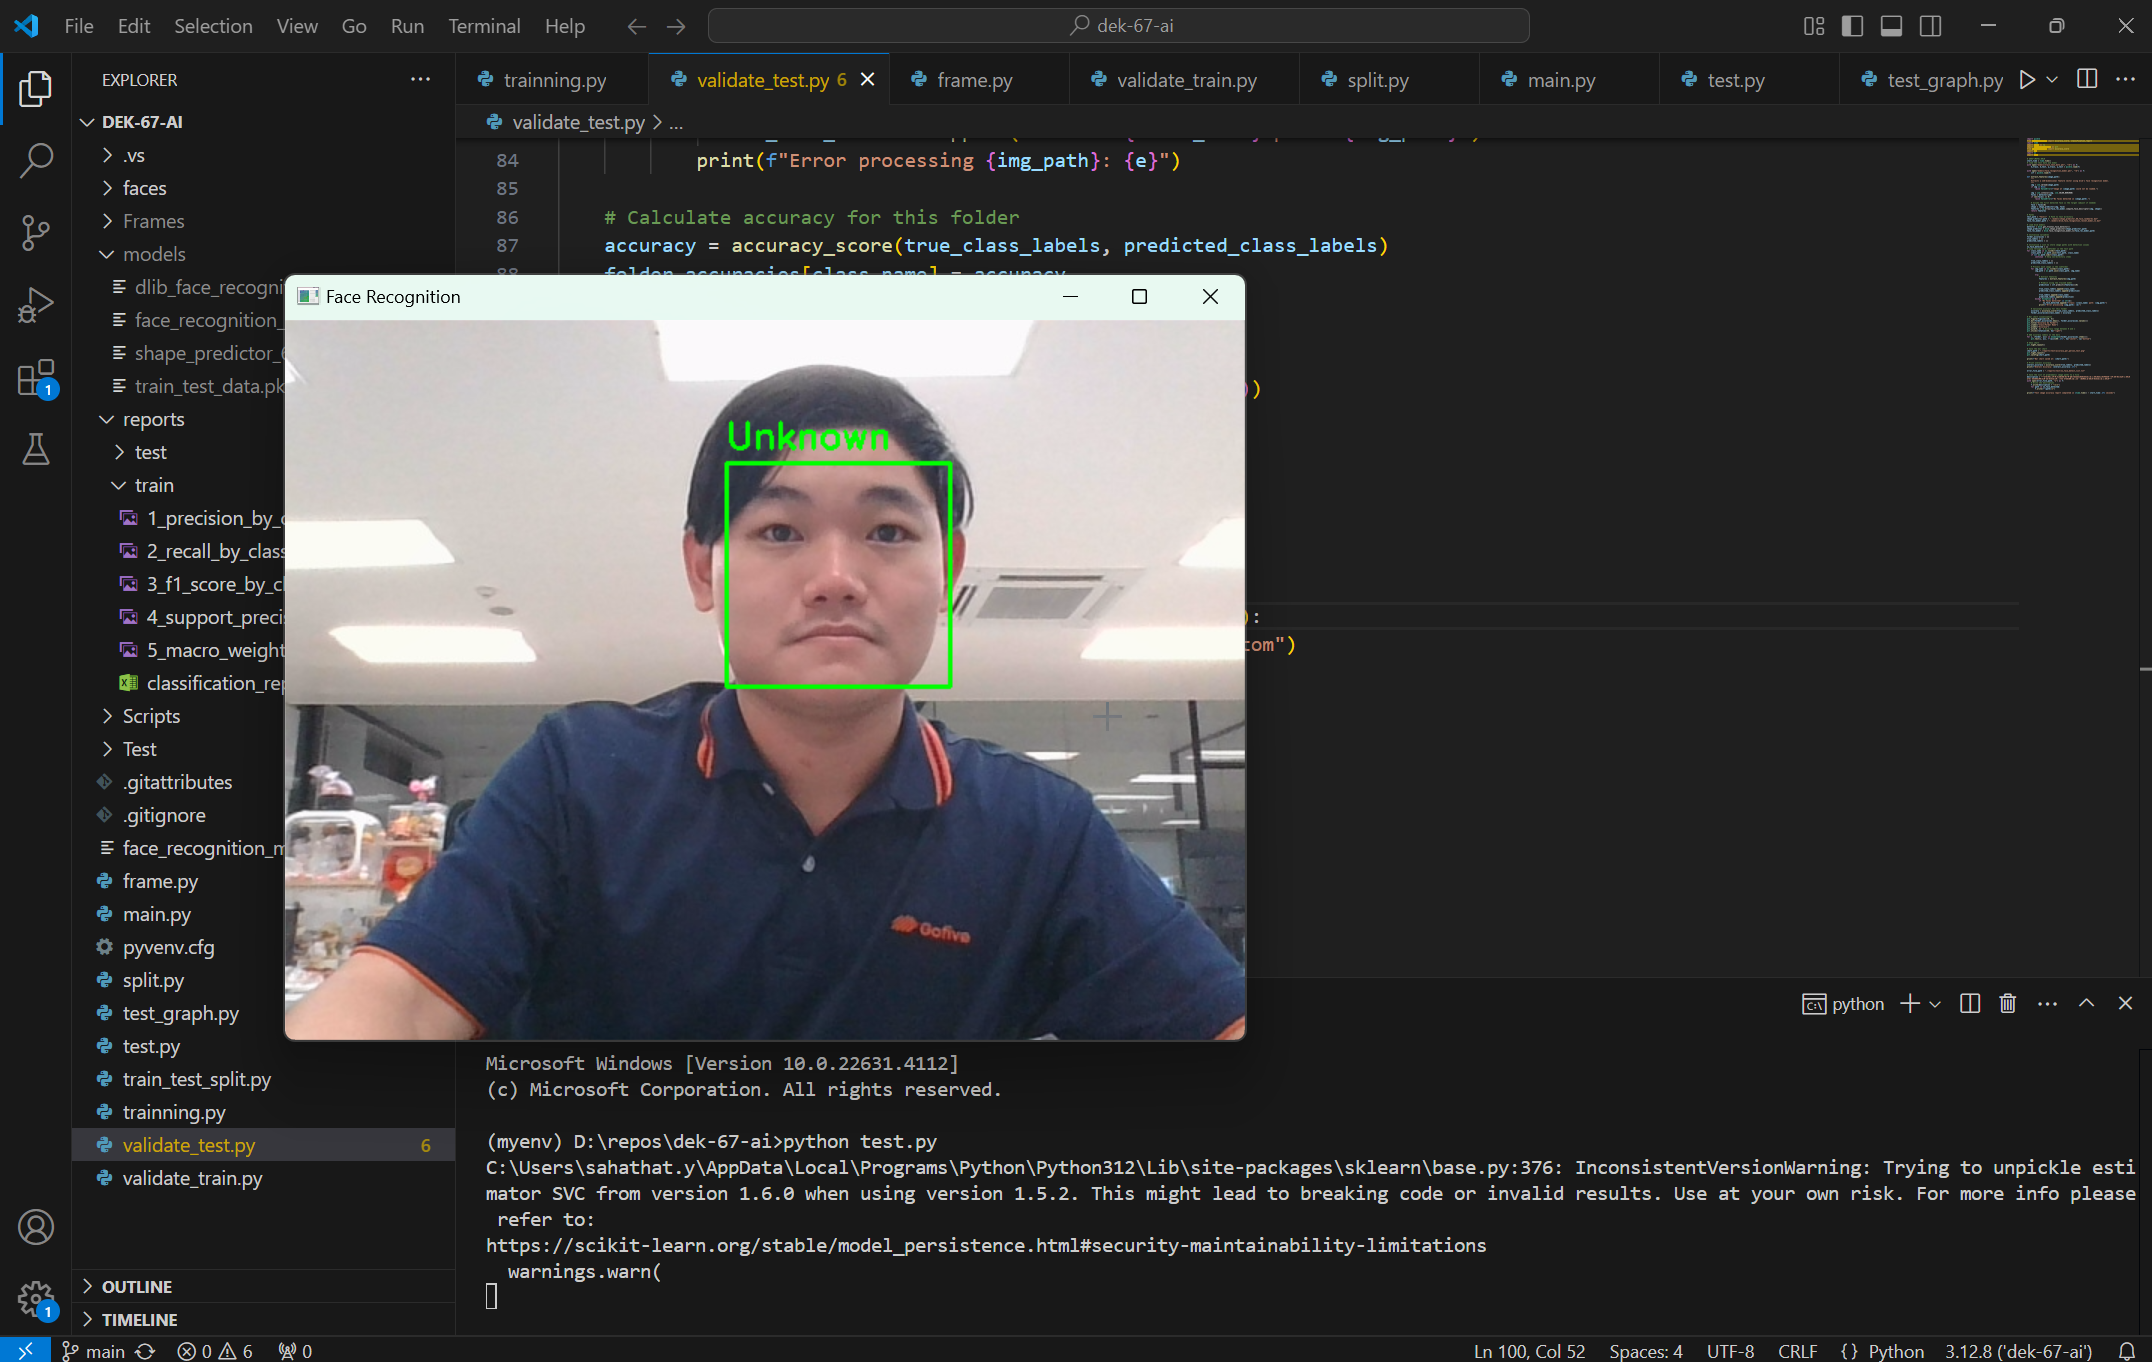 File Edit Selection View Go Run Terminal Help
dek-67-ai
EXPLORER
trainning.py
validate_test.py 6
frame.py
validate_train.py
split.py
main.py
test.py
test_graph.py
validate_test.py > ...
DEK-67-AI
.vs
faces
Frames
models
dlib_face_recogni
face_recognition_
shape_predictor_
train_test_data.pk
reports
test
train
1_precision_by_
2_recall_by_class
3_f1_score_by_cl
4_support_preci
5_macro_weight
classification_rep
Scripts
Test
.gitattributes
.gitignore
face_recognition_m
frame.py
main.py
pyvenv.cfg
split.py
test_graph.py
test.py
train_test_split.py
trainning.py
validate_test.py 6
validate_train.py
OUTLINE
TIMELINE
84 print(f"Error processing {img_path}: {e}")
85
86 # Calculate accuracy for this folder
87 accuracy = accuracy_score(true_class_labels, predicted_class_labels)
88 folder_accuracies[class_name] = accuracy
)
):
tom")
Face Recognition
Unknown
Gofive
python
Microsoft Windows [Version 10.0.22631.4112]
(c) Microsoft Corporation. All rights reserved.
(myenv) D:\repos\dek-67-ai>python test.py
C:\Users\sahathat.y\AppData\Local\Programs\Python\Python312\Lib\site-packages\sklearn\base.py:376: InconsistentVersionWarning: Trying to unpickle esti
mator SVC from version 1.6.0 when using version 1.5.2. This might lead to breaking code or invalid results. Use at your own risk. For more info please
refer to:
https://scikit-learn.org/stable/model_persistence.html#security-maintainability-limitations
warnings.warn(
main 0 6 0
Ln 100, Col 52 Spaces: 4 UTF-8 CRLF {} Python 3.12.8 ('dek-67-ai')